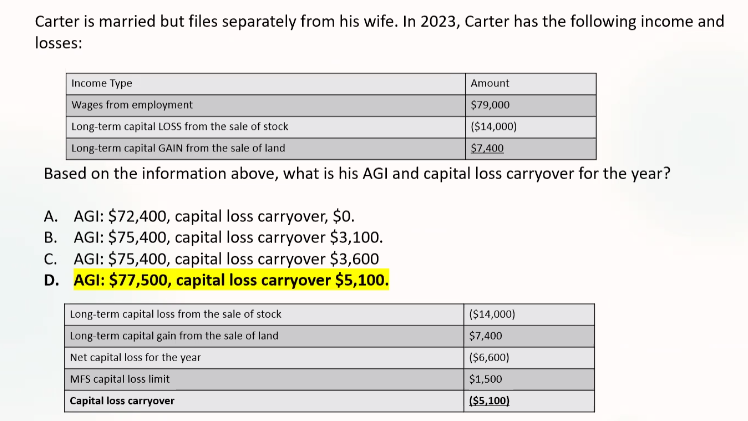 Carter is married but files separately from his wife. In 2023, Carter has the following income and
losses:
Income Type Amount
Wages from employment $79,000
Long-term capital LOSS from the sale of stock ($14,000)
Long-term capital GAIN from the sale of land $7,400
Based on the information above, what is his AGI and capital loss carryover for the year?
A. AGI: $72,400, capital loss carryover, $0.
B. AGI: $75,400, capital loss carryover $3,100.
C. AGI: $75,400, capital loss carryover $3,600
D. AGI: $77,500, capital loss carryover $5,100.
Long-term capital loss from the sale of stock ($14,000)
Long-term capital gain from the sale of land $7,400
Net capital loss for the year ($6,600)
MFS capital loss limit $1,500
Capital loss carryover ($5,100)